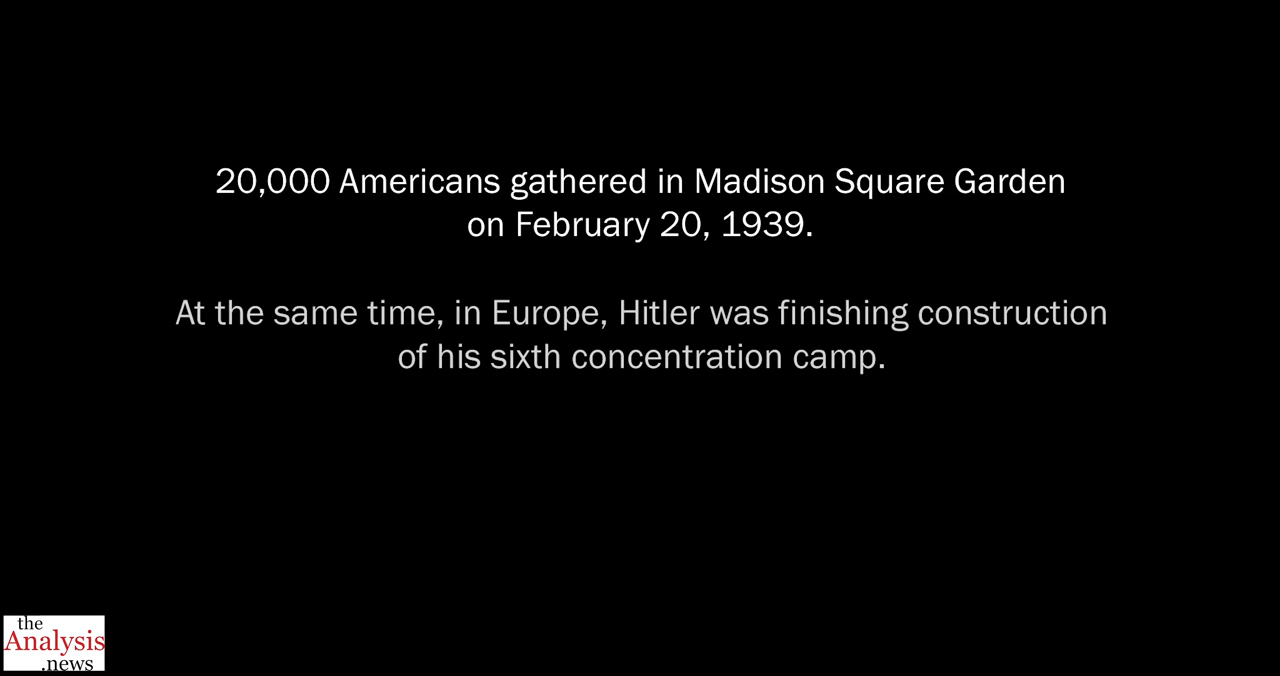 20,000 Americans gathered in Madison Square Garden
on February 20, 1939.
At the same time, in Europe, Hitler was finishing construction
of his sixth concentration camp.
the
Analysis
.news